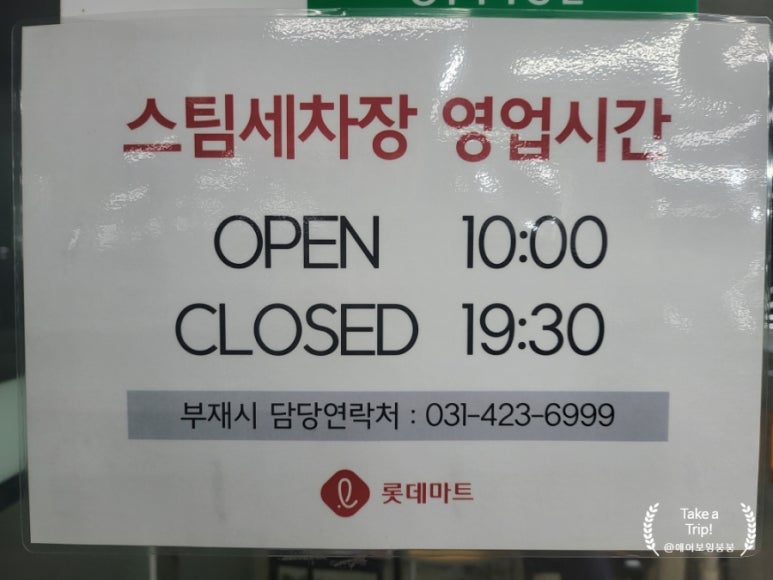 스팀세차장 영업시간
OPEN 10:00
CLOSED 19:30
부재시 담당연락처 : 031-423-6999
롯데마트
Take a
Trip!